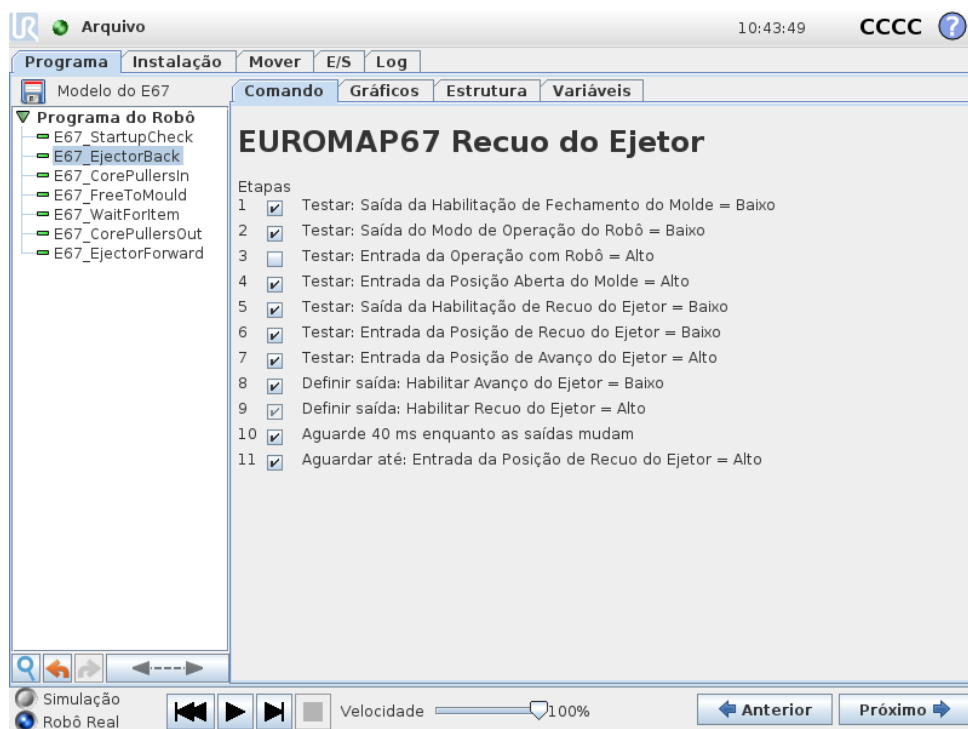 UR Arquivo 10:43:49 CCCC ?
Programa Instalação Mover E/S Log
Modelo do E67 Comando Gráficos Estrutura Variáveis
Programa do Robô
E67_StartupCheck
E67_EjectorBack
E67_CorePullersIn
E67_FreeToMould
E67_WaitForItem
E67_CorePullersOut
E67_EjectorForward
EUROMAP67 Recuo do Ejetor
Etapas
1 Testar: Saída da Habilitação de Fechamento do Molde = Baixo
2 Testar: Saída do Modo de Operação do Robô = Baixo
3 Testar: Entrada da Operação com Robô = Alto
4 Testar: Entrada da Posição Aberta do Molde = Alto
5 Testar: Saída da Habilitação de Recuo do Ejetor = Baixo
6 Testar: Entrada da Posição de Recuo do Ejetor = Baixo
7 Testar: Entrada da Posição de Avanço do Ejetor = Alto
8 Definir saída: Habilitar Avanço do Ejetor = Baixo
9 Definir saída: Habilitar Recuo do Ejetor = Alto
10 Aguarde 40 ms enquanto as saídas mudam
11 Aguardar até: Entrada da Posição de Recuo do Ejetor = Alto
Simulação
Robô Real
Velocidade 100% Anterior Próximo